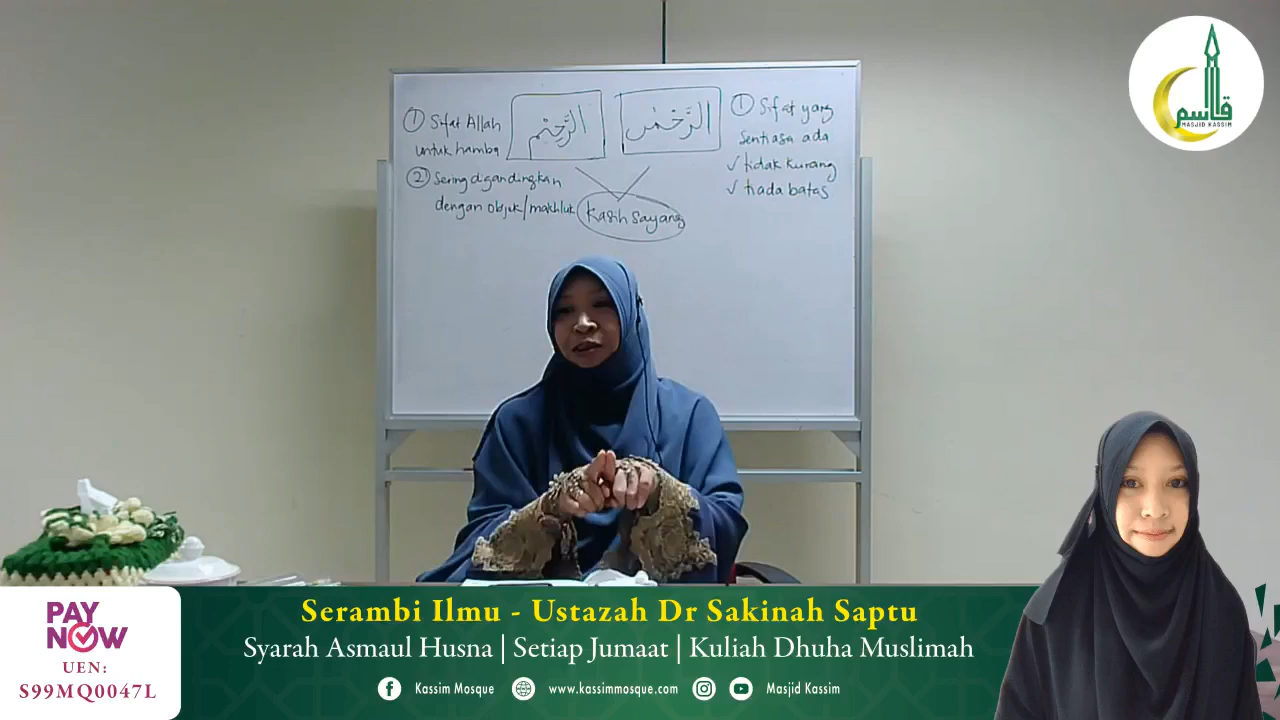 ① Sifat Allah
untuk hamba
② Sering digandingkan
dengan objek/makhluk
الرَّحِيْم
الرَّحْمٰن
Kasih Sayang
① Sifat yang
sentiasa ada
✓ tidak kurang
✓ tiada batas
قاسم
MASJID KASSIM
PAY
NOW
UEN:
S99MQ0047L
Serambi Ilmu - Ustazah Dr Sakinah Saptu
Syarah Asmaul Husna | Setiap Jumaat | Kuliah Dhuha Muslimah
Kassim Mosque www.kassimmosque.com Masjid Kassim